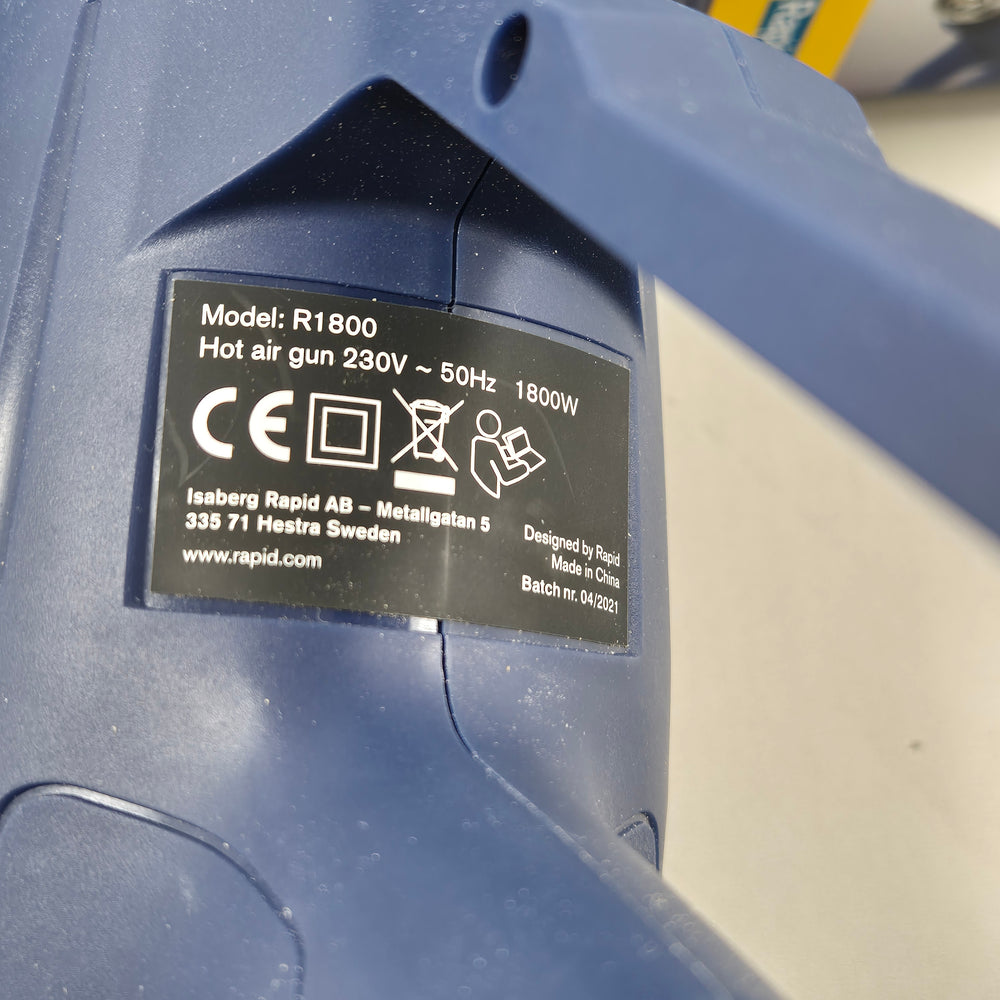 Model: R1800
Hot air gun 230V ~ 50Hz 1800W
CE
Isaberg Rapid AB – Metallgatan 5
335 71 Hestra Sweden
www.rapid.com
Designed by Rapid
Made in China
Batch nr. 04/2021